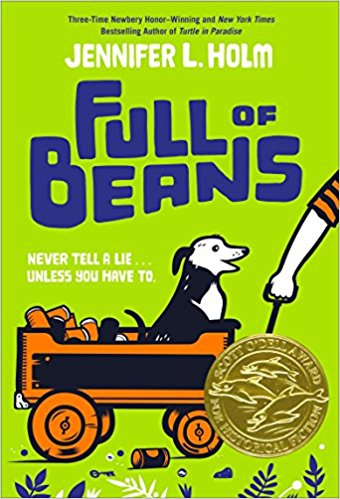 Three-Time Newbery Honor–Winning and New York Times
Bestselling Author of Turtle in Paradise
JENNIFER L. HOLM
FULL OF
BEANS
NEVER TELL A LIE . . .
UNLESS YOU HAVE TO.
SCOTT O'DELL AWARD
FOR HISTORICAL FICTION